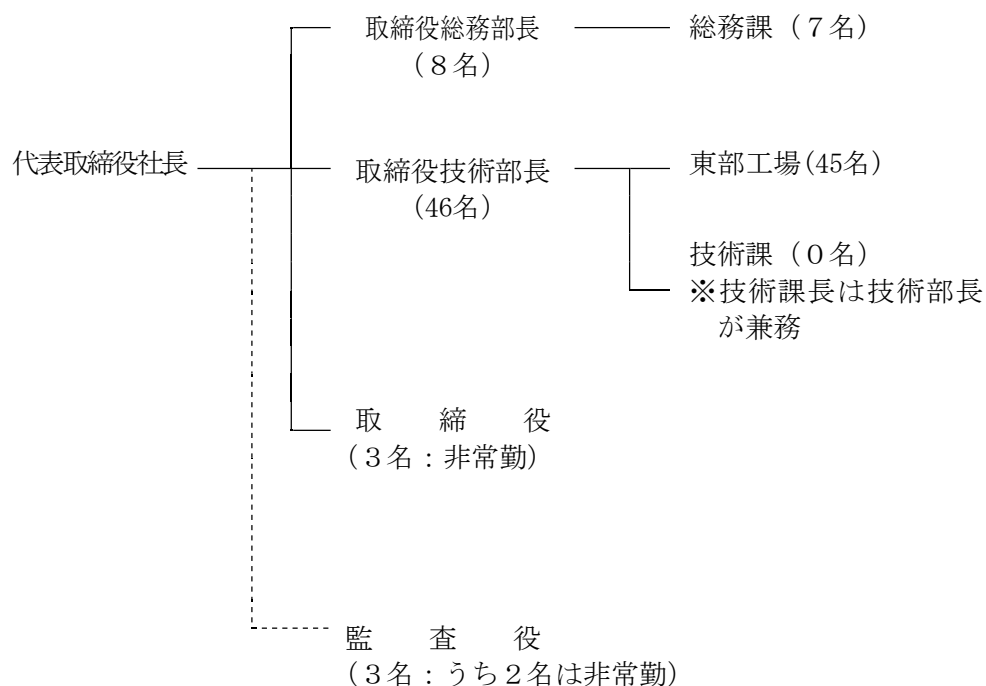 取締役総務部長
(８名)
総務課（７名）
代表取締役社長
取締役技術部長
(46名)
東部工場(45名)
技術課（０名）
※技術課長は技術部長
が兼務
取　締　役
(３名：非常勤)
監　査　役
(３名：うち２名は非常勤)